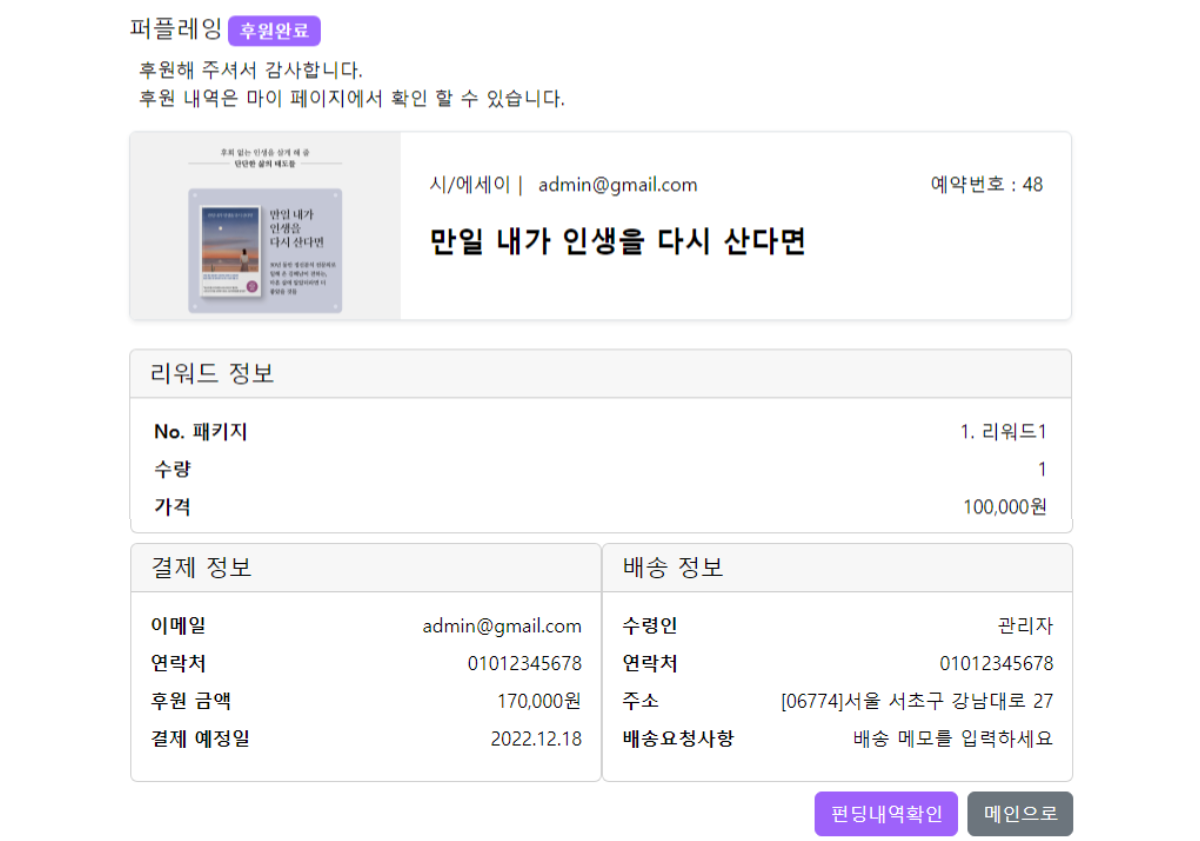 퍼플레잉 후원완료
후원해 주셔서 감사합니다.
후원 내역은 마이 페이지에서 확인 할 수 있습니다.
후회 없는 인생을 살게 해 줄
단단한 삶의 태도들
만일 내가
인생을
다시 산다면
시/에세이 | admin@gmail.com
예약번호 : 48
만일 내가 인생을 다시 산다면
리워드 정보
No. 패키지 1. 리워드1
수량 1
가격 100,000원
결제 정보
이메일 admin@gmail.com
연락처 01012345678
후원 금액 170,000원
결제 예정일 2022.12.18
배송 정보
수령인 관리자
연락처 01012345678
주소 [06774]서울 서초구 강남대로 27
배송요청사항 배송 메모를 입력하세요
펀딩내역확인 메인으로